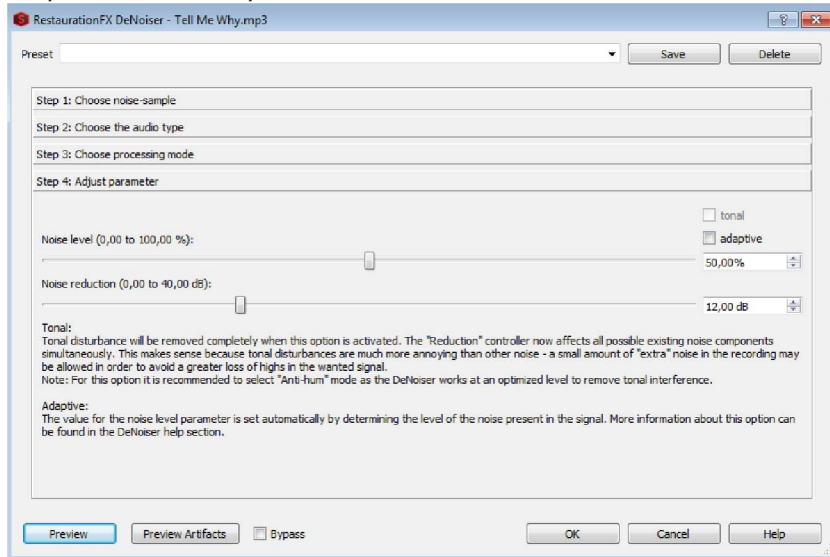 RestaurationFX DeNoiser - Tell Me Why.mp3
Preset
Save
Delete
Step 1: Choose noise-sample
Step 2: Choose the audio type
Step 3: Choose processing mode
Step 4: Adjust parameter
tonal
Noise level (0,00 to 100,00 %):
adaptive
50,00%
Noise reduction (0,00 to 40,00 dB):
12,00 dB
Tonal:
Tonal disturbance will be removed completely when this option is activated. The "Reduction" controller now affects all possible existing noise components
simultaneously. This makes sense because tonal disturbances are much more annoying than other noise - a small amount of "extra" noise in the recording may
be allowed in order to avoid a greater loss of highs in the wanted signal.
Note: For this option it is recommended to select "Anti-hum" mode as the DeNoiser works at an optimized level to remove tonal interference.
Adaptive:
The value for the noise level parameter is set automatically by determining the level of the noise present in the signal. More information about this option can
be found in the DeNoiser help section.
Preview
Preview Artifacts
Bypass
OK
Cancel
Help